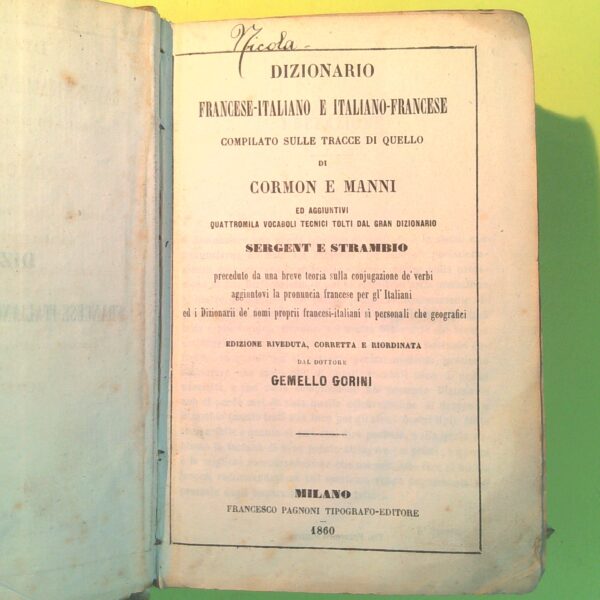 Nicola
DIZIONARIO
FRANCESE-ITALIANO E ITALIANO-FRANCESE
COMPILATO SULLE TRACCE DI QUELLO
DI
CORMON E MANNI
ED AGGIUNTIVI
QUATTROMILA VOCABOLI TECNICI TOLTI DAL GRAN DIZIONARIO
SERGENT E STRAMBIO
preceduto da una breve teoria sulla conjugazione de' verbi
aggiuntovi la pronuncia francese per gl' Italiani
ed i Dizionarii de' nomi proprii francesi-italiani sì personali che geografici
EDIZIONE RIVEDUTA, CORRETTA E RIORDINATA
DAL DOTTORE
GEMELLO GORINI
MILANO
FRANCESCO PAGNONI TIPOGRAFO-EDITORE
1860